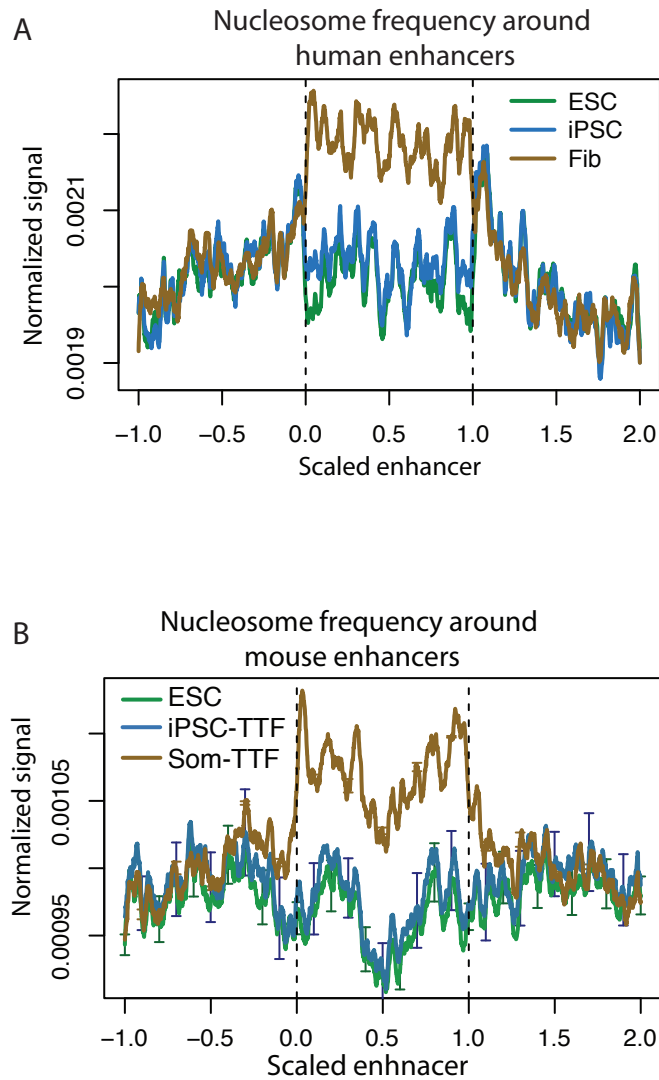 A
Nucleosome frequency around
human enhancers
ESC
iPSC
Fib
Normalized signal
0.0021
0.0019
−1.0 −0.5 0.0 0.5 1.0 1.5 2.0
Scaled enhancer
B
Nucleosome frequency around
mouse enhancers
ESC
iPSC-TTF
Som-TTF
Normalized signal
0.00105
0.00095
−1.0 −0.5 0.0 0.5 1.0 1.5 2.0
Scaled enhnacer